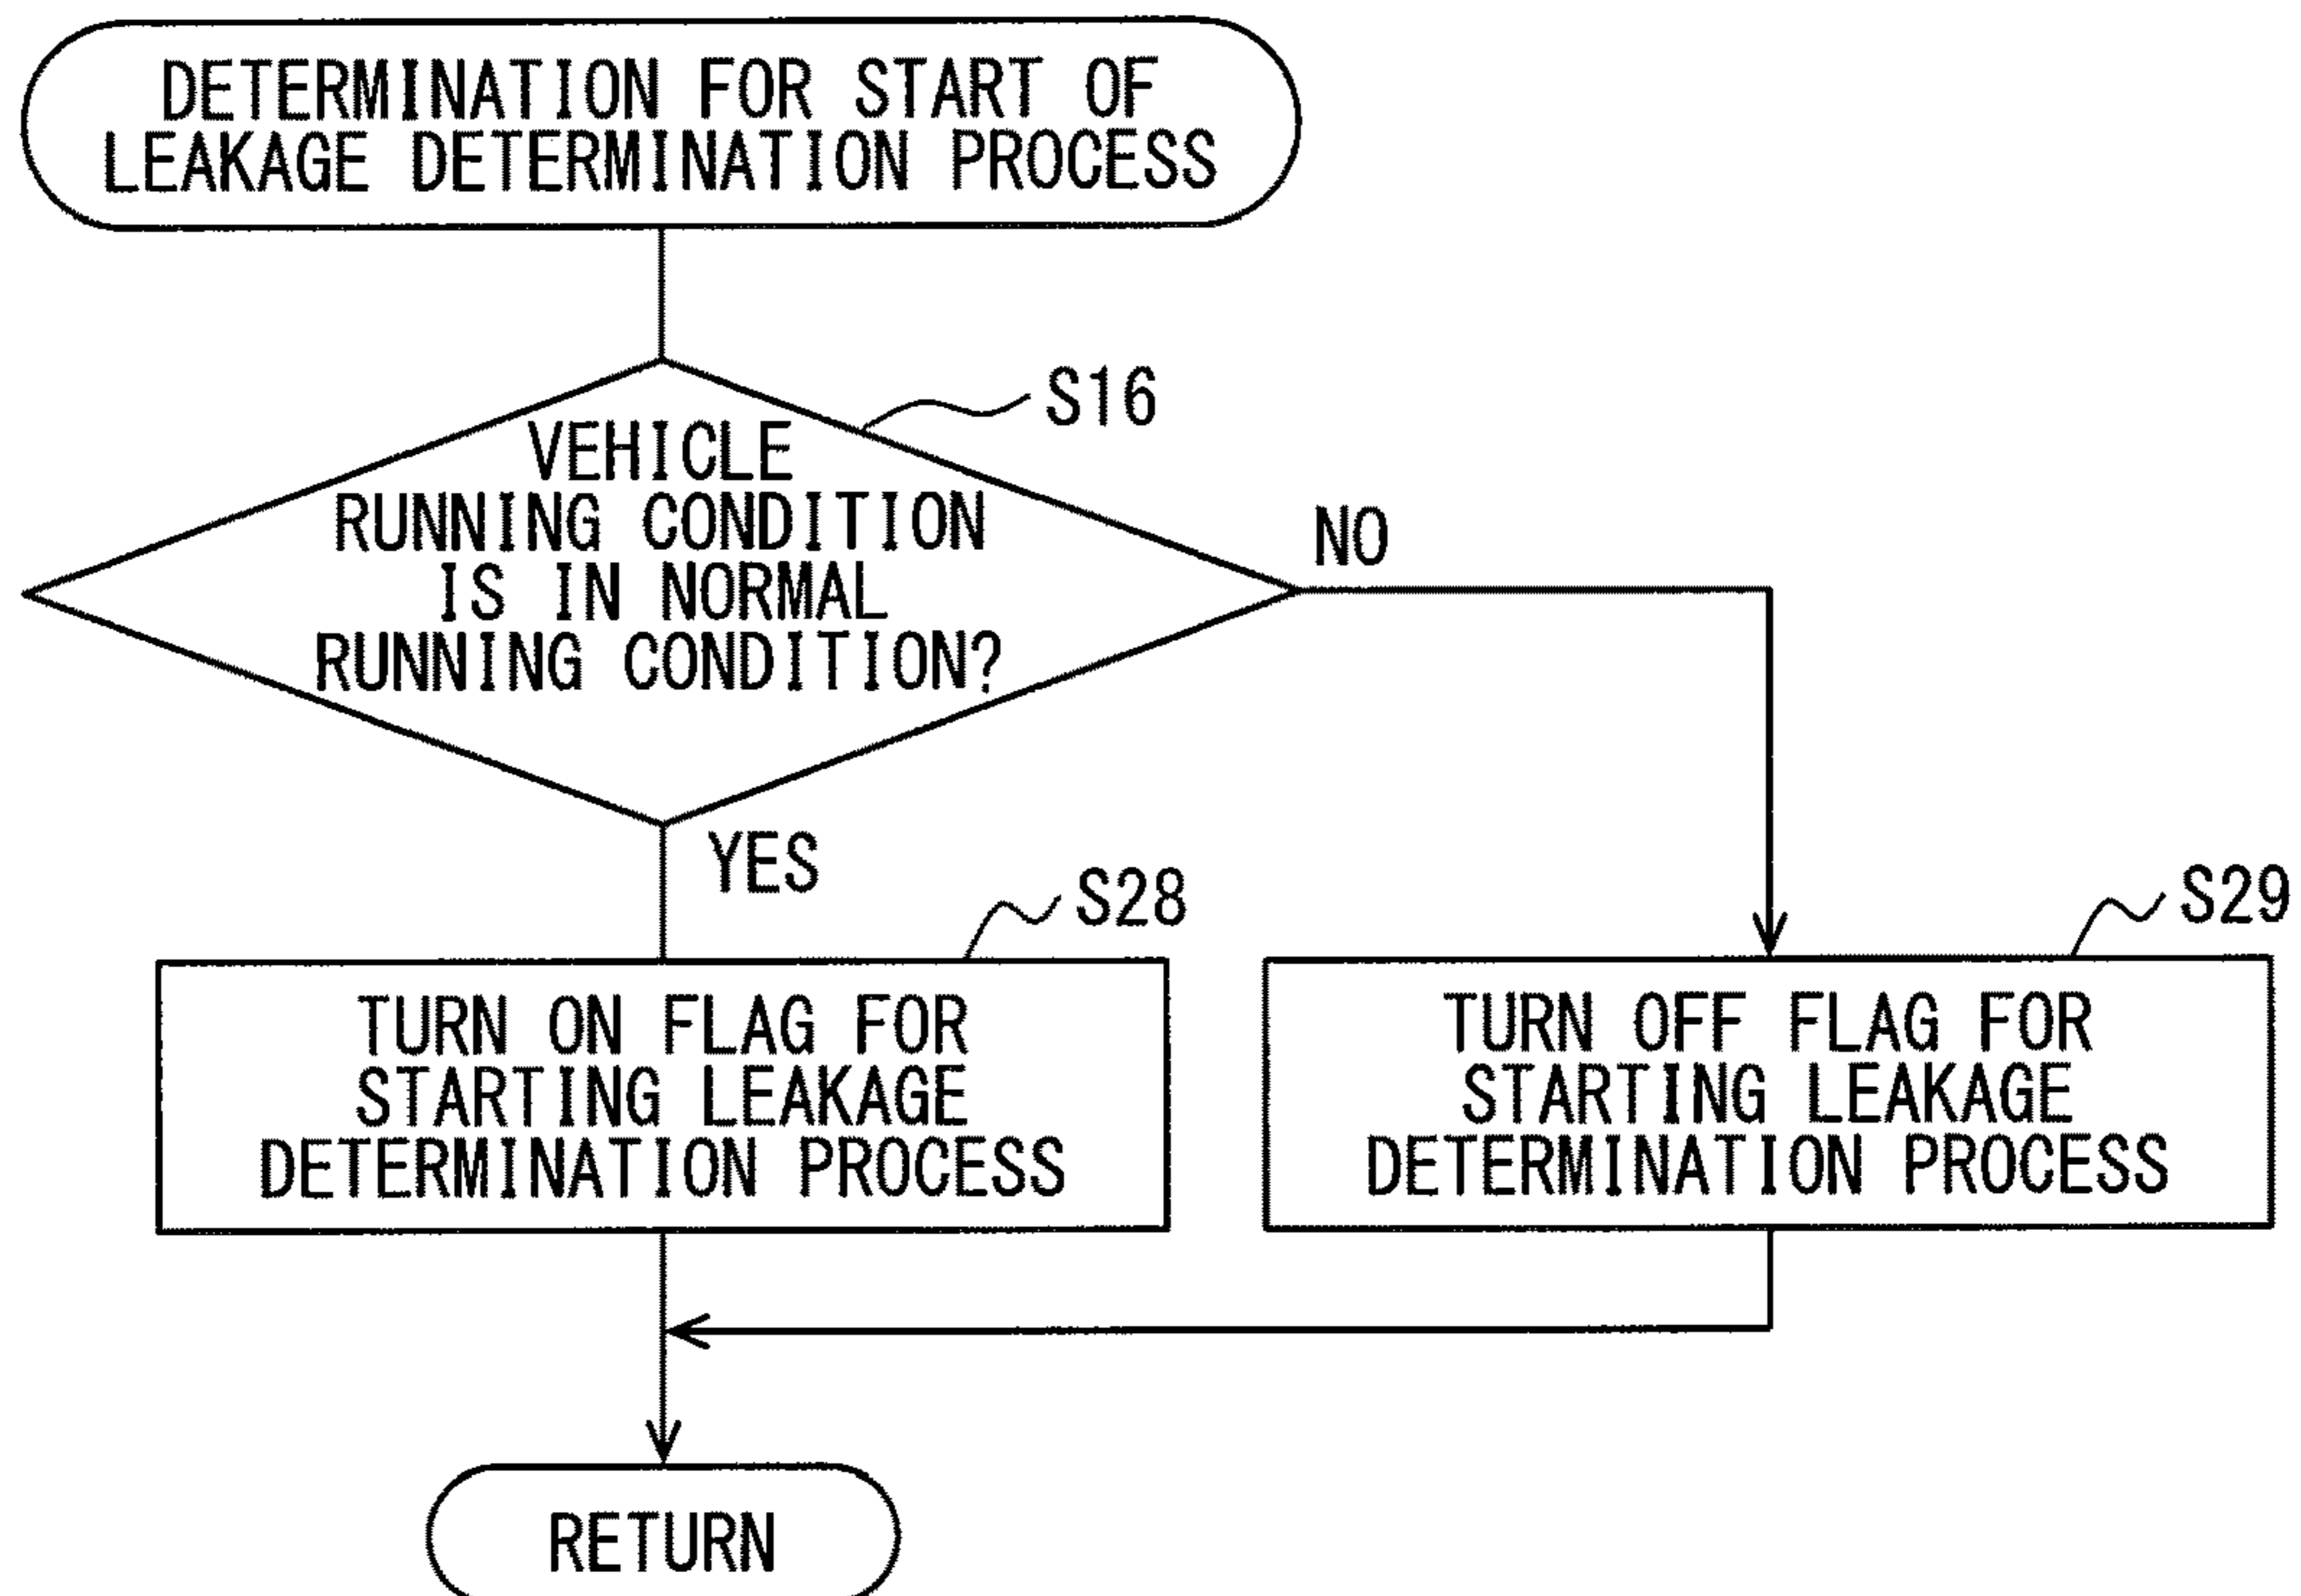 DETERMINATION FOR START OF
LEAKAGE DETERMINATION PROCESS
S16
VEHICLE
RUNNING CONDITION
IS IN NORMAL
RUNNING CONDITION?
NO
YES
S28
S29
TURN ON FLAG FOR
STARTING LEAKAGE
DETERMINATION PROCESS
TURN OFF FLAG FOR
STARTING LEAKAGE
DETERMINATION PROCESS
RETURN